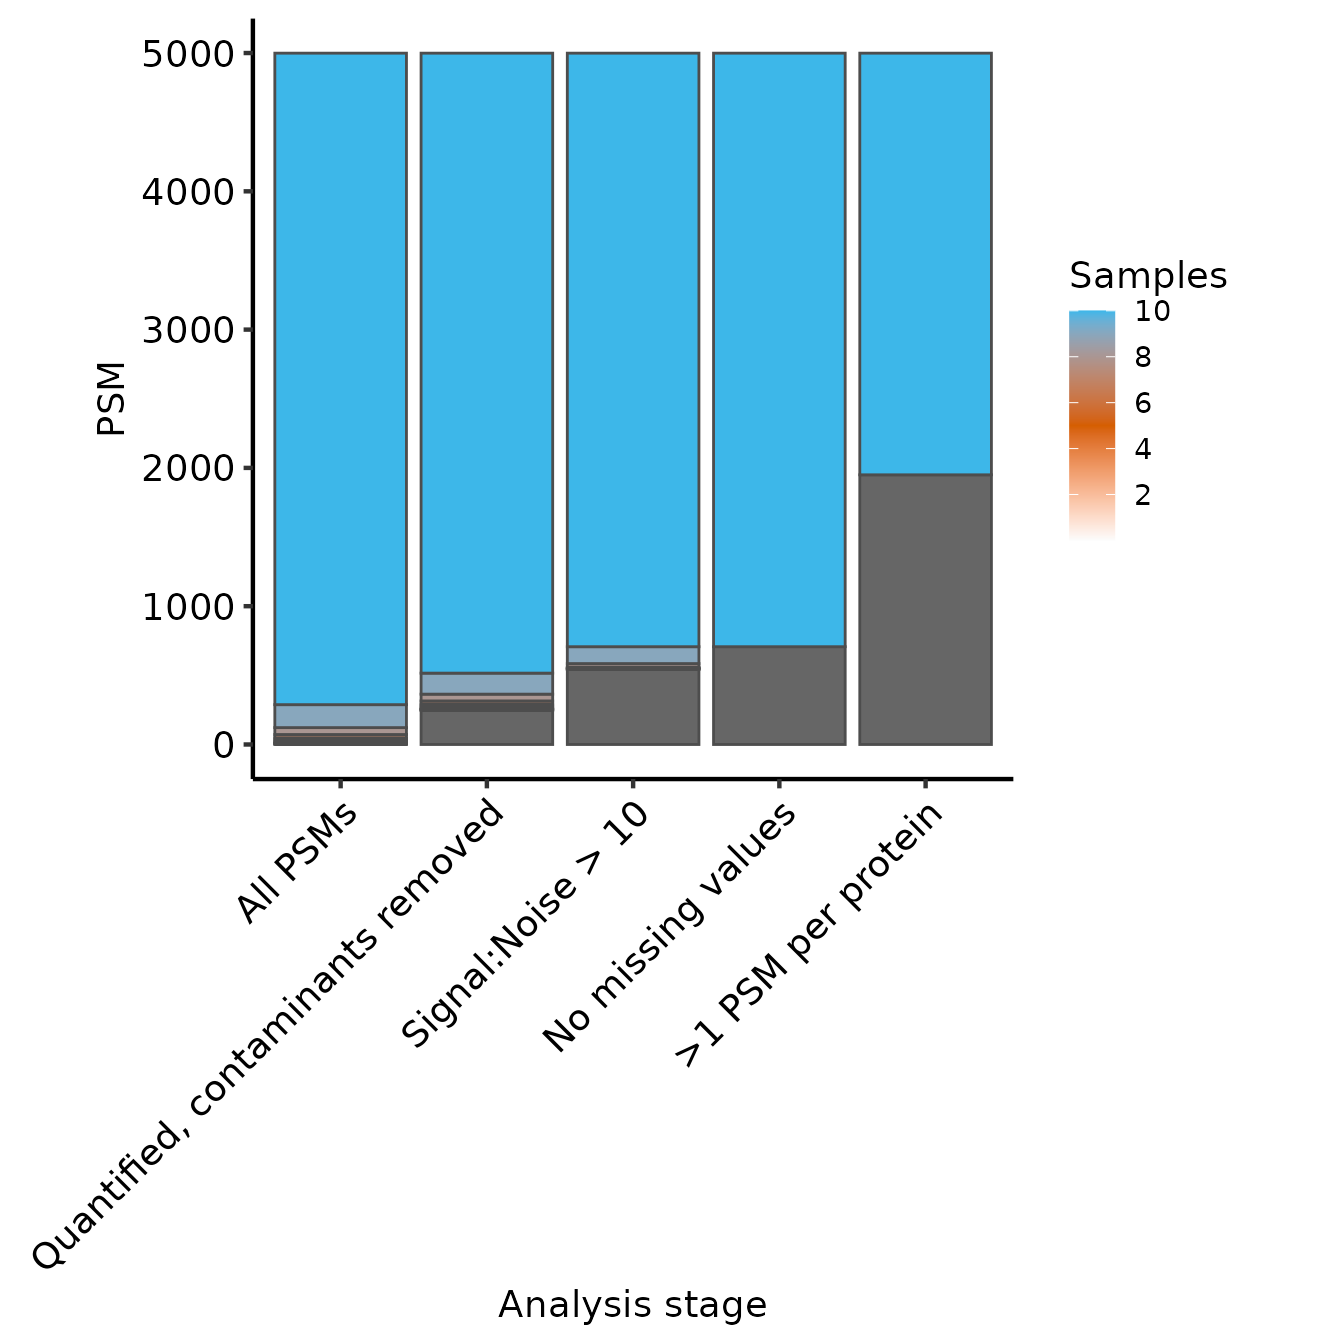 5000
4000
3000
2000
1000
0
PSM
All PSMs
Quantified, contaminants removed
Signal:Noise > 10
No missing values
>1 PSM per protein
Analysis stage
Samples
10
8
6
4
2